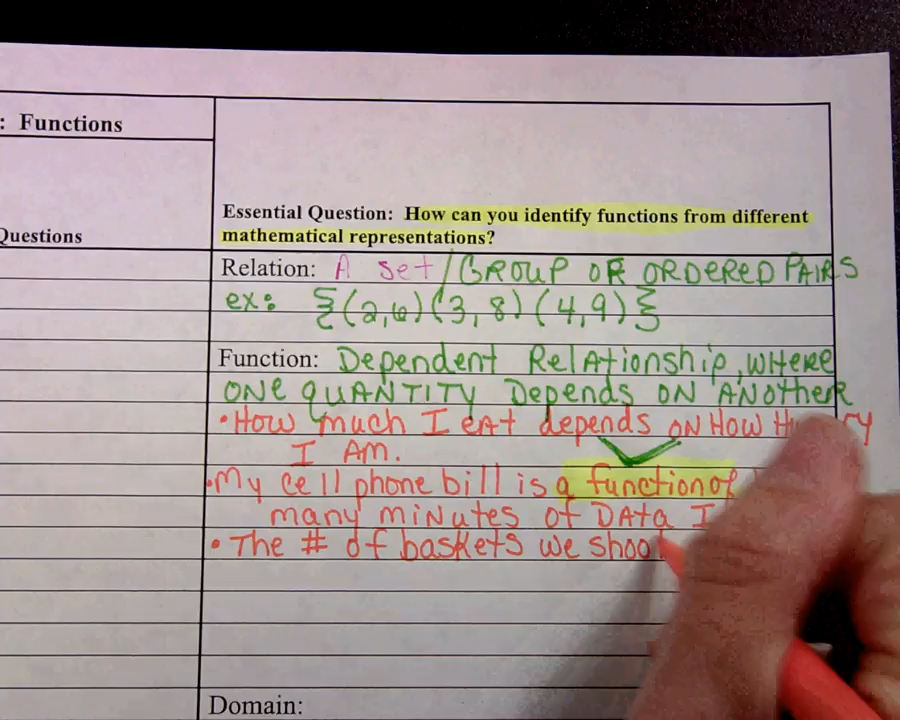 : Functions
Essential Question: How can you identify functions from different
Questions
mathematical representations?
Relation: A set/GROUP OF ORDERED PAIRS
ex: {(2,6)(3,8)(4,9)}
Function: Dependent Relationship, WHERE
ONE QUANTITY Depends ON ANOther
• How much I eAt depends ON HOW
I AM.
• My cell phone bill is a function of
many miNutes of DAtA I
• The # of baskets we shoot
Domain: